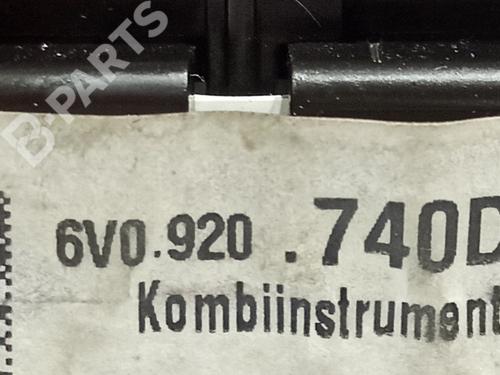 B-PARTS
6V0.920 .740D
Kombiinstrument